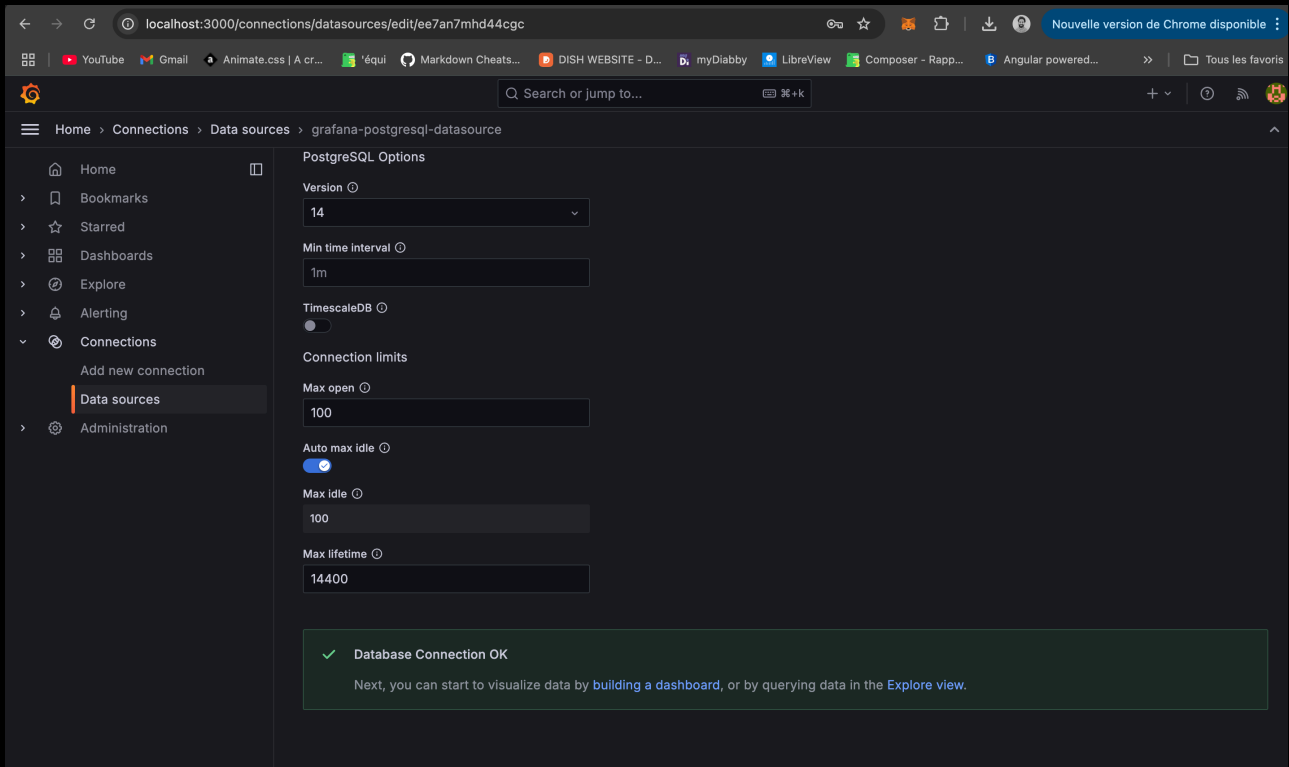 localhost:3000/connections/datasources/edit/ee7an7mhd44cgc
Nouvelle version de Chrome disponible
YouTube
Gmail
Animate.css | A cr...
'équi
Markdown Cheats...
DISH WEBSITE - D...
myDiabby
LibreView
Composer - Rapp...
Angular powered...
Tous les favoris
Search or jump to...
⌘+k
Home › Connections › Data sources › grafana-postgresql-datasource
Home
Bookmarks
Starred
Dashboards
Explore
Alerting
Connections
Add new connection
Data sources
Administration
PostgreSQL Options
Version
14
Min time interval
1m
TimescaleDB
Connection limits
Max open
100
Auto max idle
Max idle
100
Max lifetime
14400
Database Connection OK
Next, you can start to visualize data by building a dashboard, or by querying data in the Explore view.